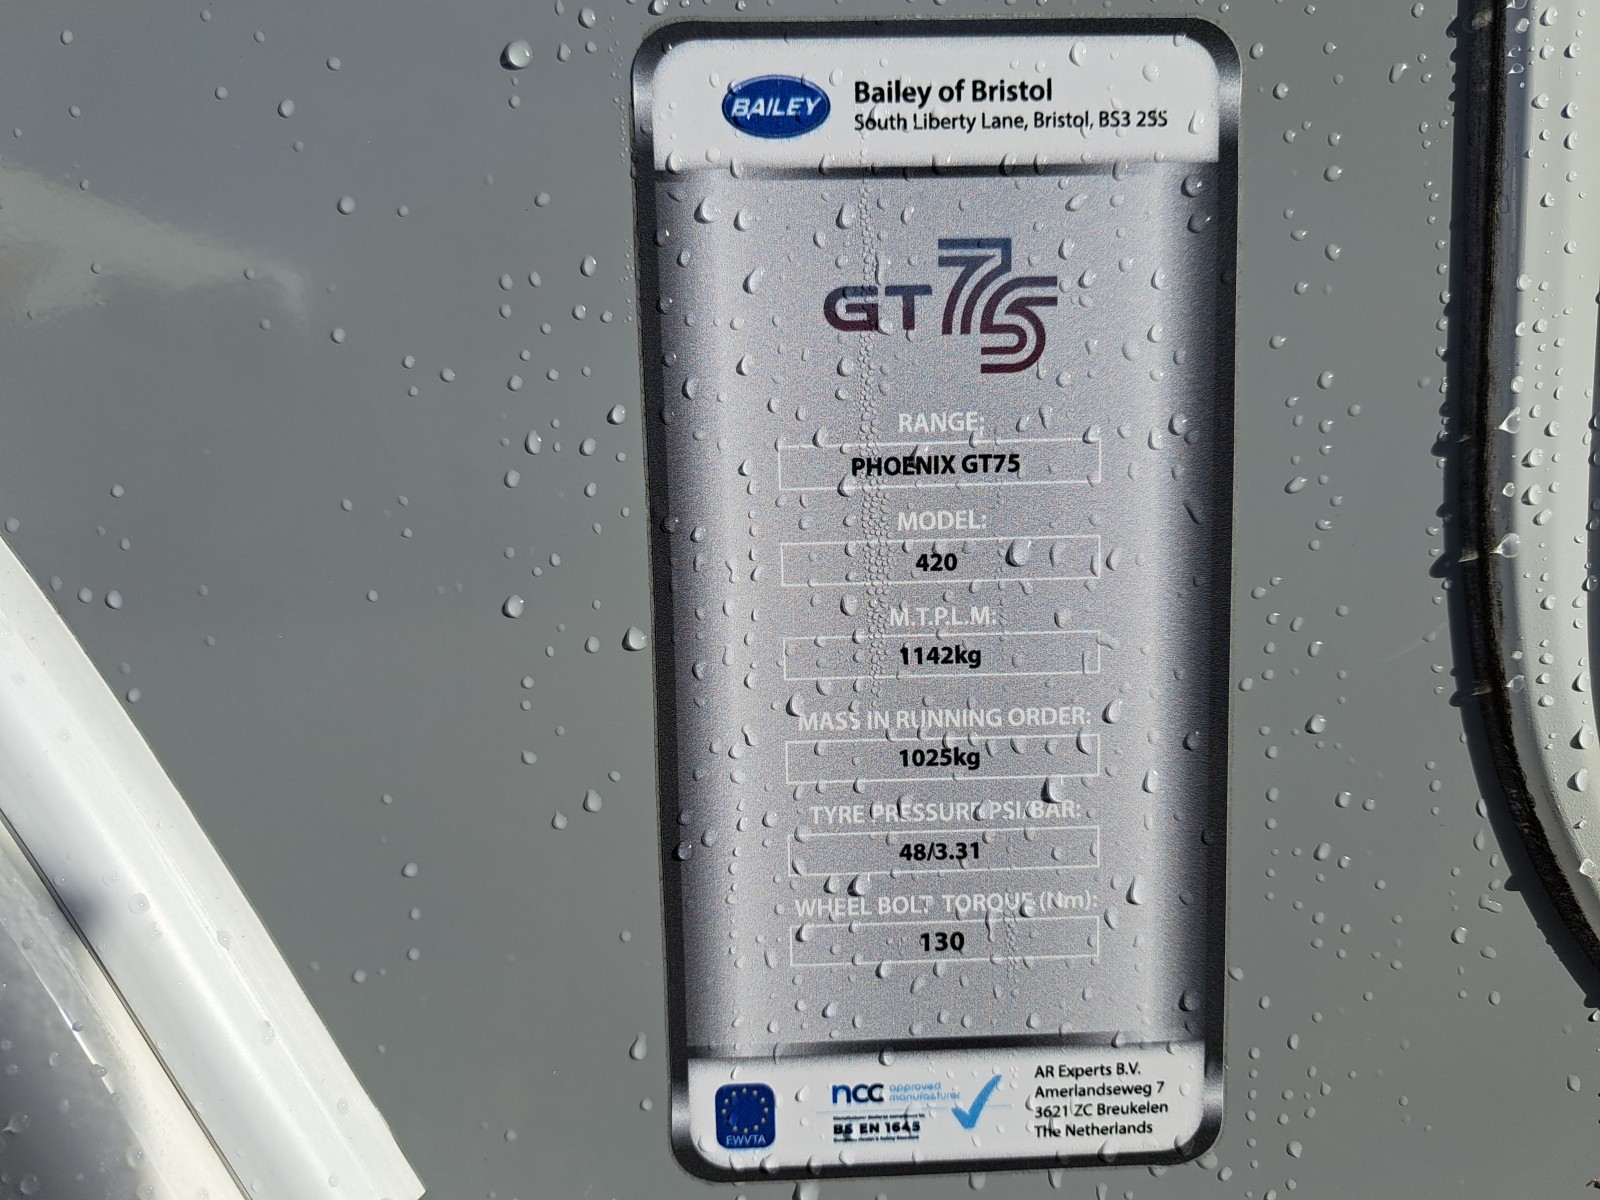 BAILEY
Bailey of Bristol
South Liberty Lane, Bristol, BS3 2SS
GT75
RANGE:
PHOENIX GT75
MODEL:
420
M.T.P.L.M:
1142kg
MASS IN RUNNING ORDER:
1025kg
TYRE PRESSURE PSI/BAR:
48/3.31
WHEEL BOLT TORQUE (Nm):
130
EWVTA
ncc approved
manufacturer
BS EN 1645
AR Experts B.V.
Amerlandseweg 7
3621 ZC Breukelen
The Netherlands